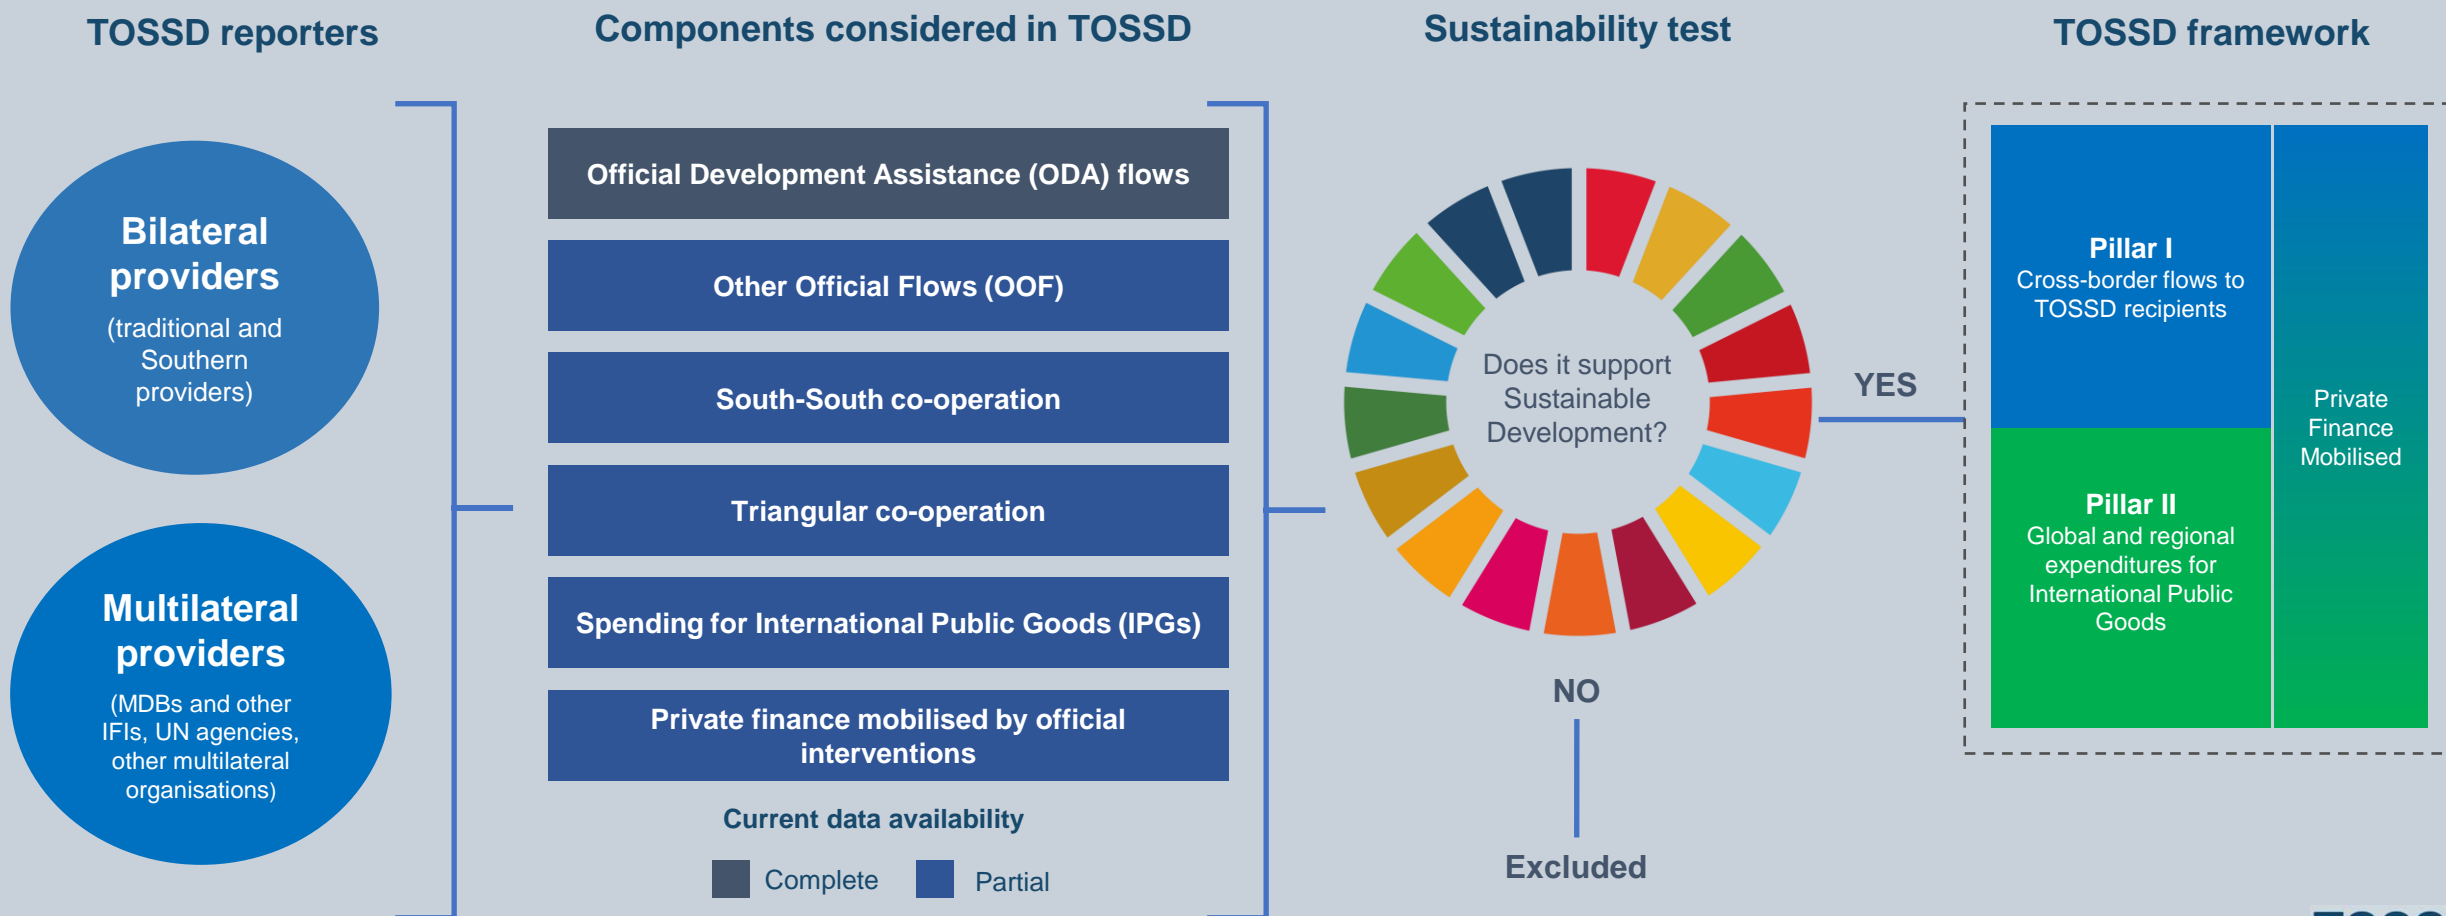 TOSSD reporters
Components considered in TOSSD
Sustainability test
TOSSD framework
Bilateral
providers
(traditional and
Southern
providers)
Multilateral
providers
(MDBs and other
IFIs, UN agencies,
other multilateral
organisations)
Official Development Assistance (ODA) flows
Other Official Flows (OOF)
South-South co-operation
Triangular co-operation
Spending for International Public Goods (IPGs)
Private finance mobilised by official
interventions
Current data availability
Complete
Partial
Does it support
Sustainable
Development?
YES
NO
Excluded
Pillar I
Cross-border flows to
TOSSD recipients
Pillar II
Global and regional
expenditures for
International Public
Goods
Private
Finance
Mobilised